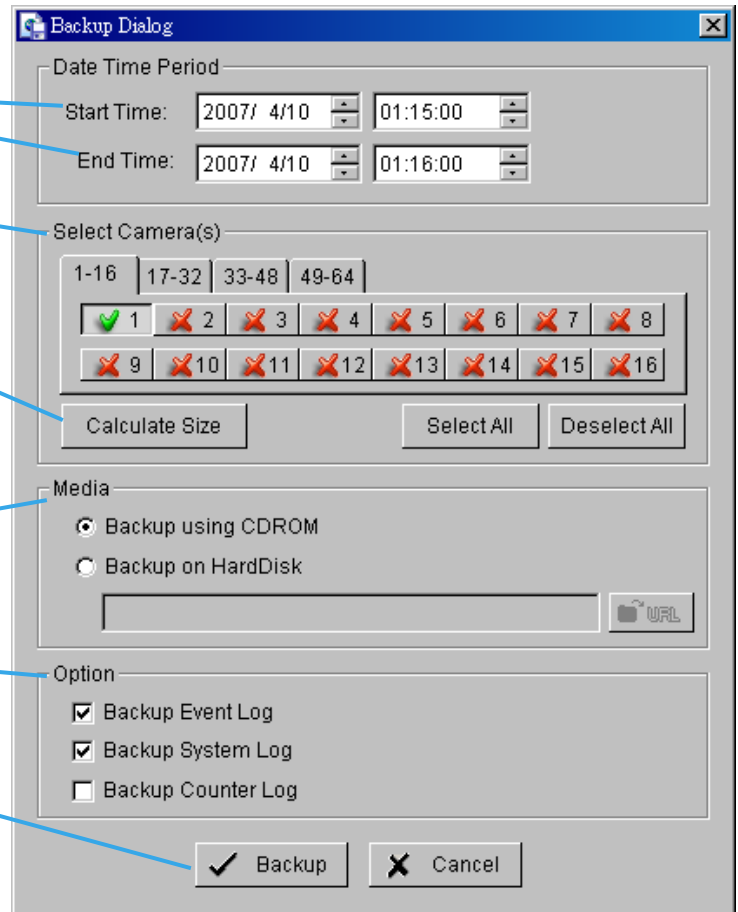 Backup Dialog
Date Time Period
Start Time: 2007/ 4/10 01:15:00
End Time: 2007/ 4/10 01:16:00
Select Camera(s)
1-16 17-32 33-48 49-64
1 2 3 4 5 6 7 8
9 10 11 12 13 14 15 16
Calculate Size Select All Deselect All
Media
Backup using CDROM
Backup on HardDisk
URL
Option
Backup Event Log
Backup System Log
Backup Counter Log
Backup Cancel